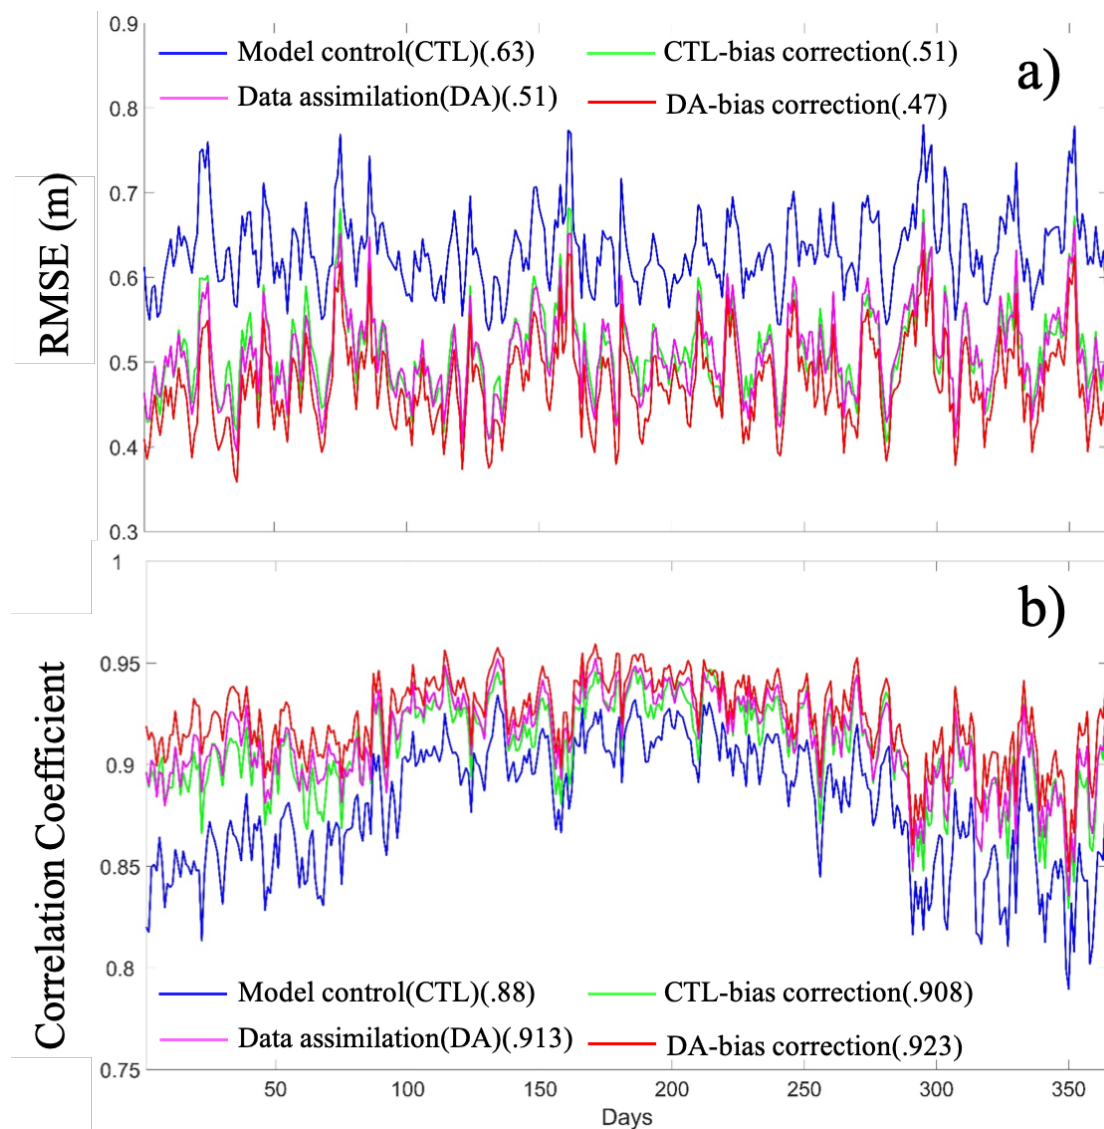 0.9
Model control(CTL)(.63)
CTL-bias correction(.51)
a)
Data assimilation(DA)(.51)
DA-bias correction(.47)
0.8
0.7
RMSE (m)
0.6
0.5
0.4
0.3
1
b)
0.95
Correlation Coefficient
0.9
0.85
0.8
Model control(CTL)(.88)
CTL-bias correction(.908)
Data assimilation(DA)(.913)
DA-bias correction(.923)
0.75
50 100 150 200 250 300 350
Days